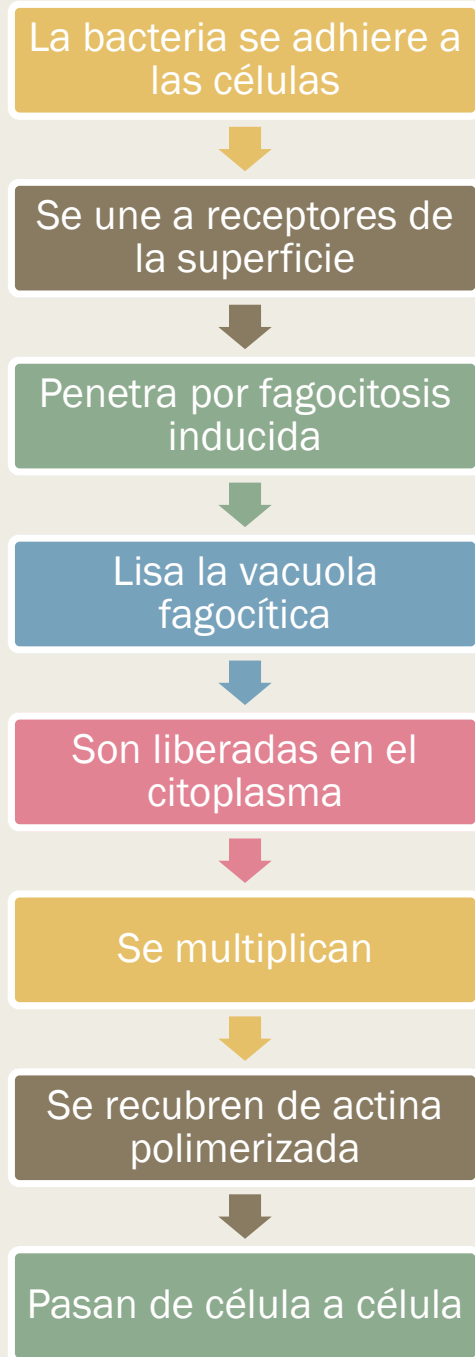 La bacteria se adhiere a
las células
Se une a receptores de
la superficie
Penetra por fagocitosis
inducida
Lisa la vacuola
fagocítica
Son liberadas en el
citoplasma
Se multiplican
Se recubren de actina
polimerizada
Pasan de célula a célula